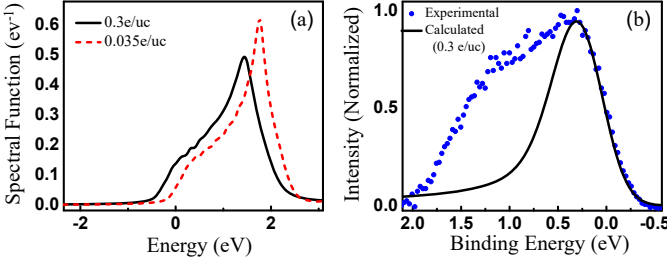 (a)
0.3e/uc
0.035e/uc
Spectral Function (ev⁻¹)
0.6
0.5
0.4
0.3
0.2
0.1
0.0
-2
0
2
Energy (eV)
(b)
Experimental
Calculated
(0.3 e/uc)
Intensity (Normalized)
1.0
0.5
0.0
2.0
1.5
1.0
0.5
0.0
-0.5
Binding Energy (eV)